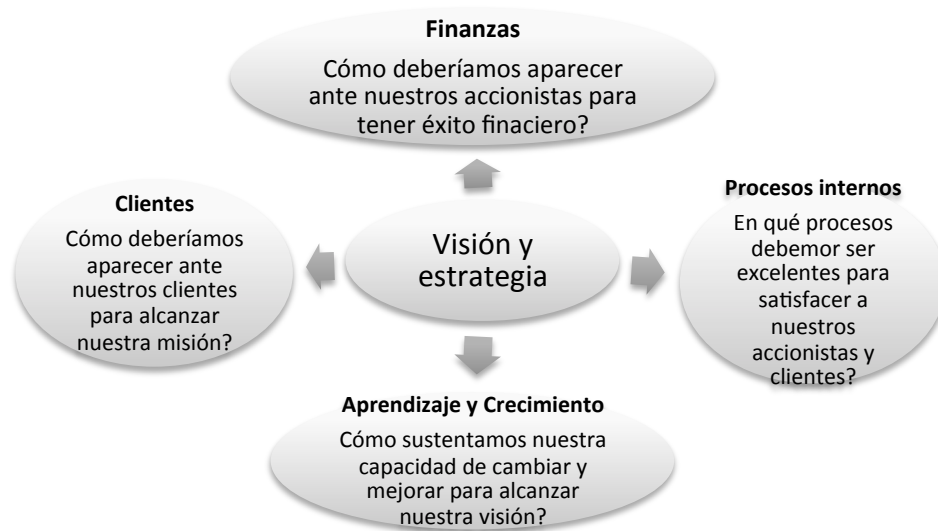 Finanzas
Cómo deberíamos aparecer
ante nuestros accionistas para
tener éxito finaciero?
Clientes
Cómo deberíamos
aparecer ante
nuestros clientes
para alcanzar
nuestra misión?
Visión y
estrategia
Procesos internos
En qué procesos
debemor ser
excelentes para
satisfacer a
nuestros
accionistas y
clientes?
Aprendizaje y Crecimiento
Cómo sustentamos nuestra
capacidad de cambiar y
mejorar para alcanzar
nuestra visión?